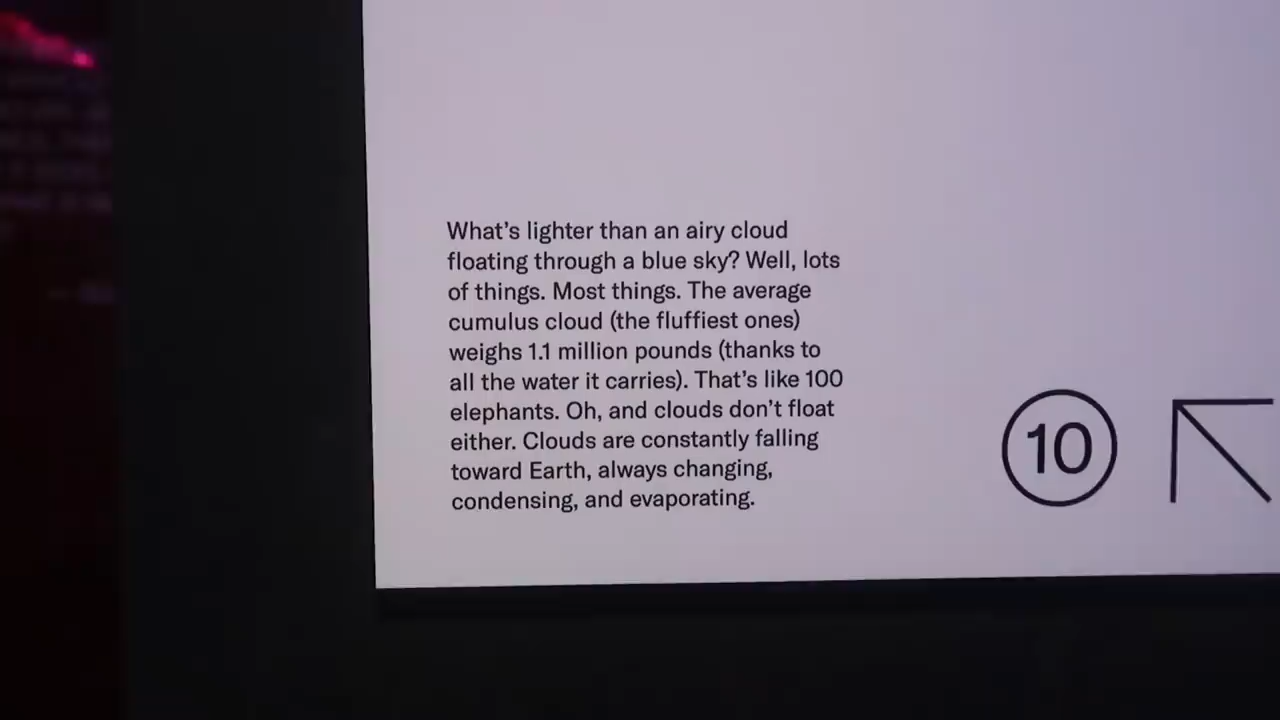 What's lighter than an airy cloud
floating through a blue sky? Well, lots
of things. Most things. The average
cumulus cloud (the fluffiest ones)
weighs 1.1 million pounds (thanks to
all the water it carries). That's like 100
elephants. Oh, and clouds don't float
either. Clouds are constantly falling
toward Earth, always changing,
condensing, and evaporating.
10